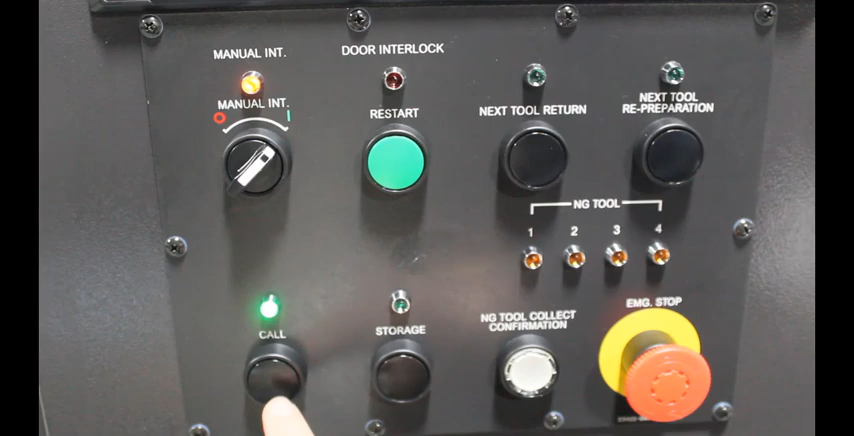 MANUAL INT.
DOOR INTERLOCK
MANUAL INT.
RESTART
NEXT TOOL RETURN
NEXT TOOL
RE-PREPARATION
NG TOOL
1 2 3 4
CALL
STORAGE
NG TOOL COLLECT
CONFIRMATION
EMG. STOP